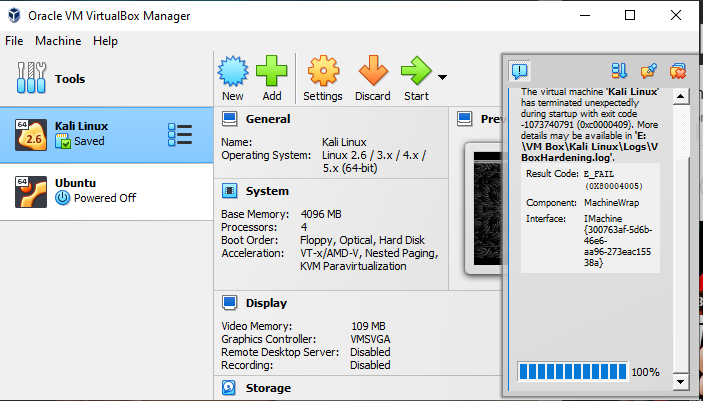 Oracle VM VirtualBox Manager
File Machine Help
Tools
New Add Settings Discard Start
64
2.6
Kali Linux
Saved
64
Ubuntu
Powered Off
General
Name: Kali Linux
Operating System: Linux 2.6 / 3.x / 4.x /
5.x (64-bit)
System
Base Memory: 4096 MB
Processors: 4
Boot Order: Floppy, Optical, Hard Disk
Acceleration: VT-x/AMD-V, Nested Paging,
KVM Paravirtualization
Display
Video Memory: 109 MB
Graphics Controller: VMSVGA
Remote Desktop Server: Disabled
Recording: Disabled
Storage
Prev
The virtual machine 'Kali Linux'
has terminated unexpectedly
during startup with exit code
-1073740791 (0xc0000409). More
details may be available in 'E:
\VM Box\Kali Linux\Logs\V
BoxHardening.log'.
Result Code: E_FAIL
(0X80004005)
Component: MachineWrap
Interface: IMachine
{300763af-5d6b-
46e6-
aa96-273eac15
38a}
100%